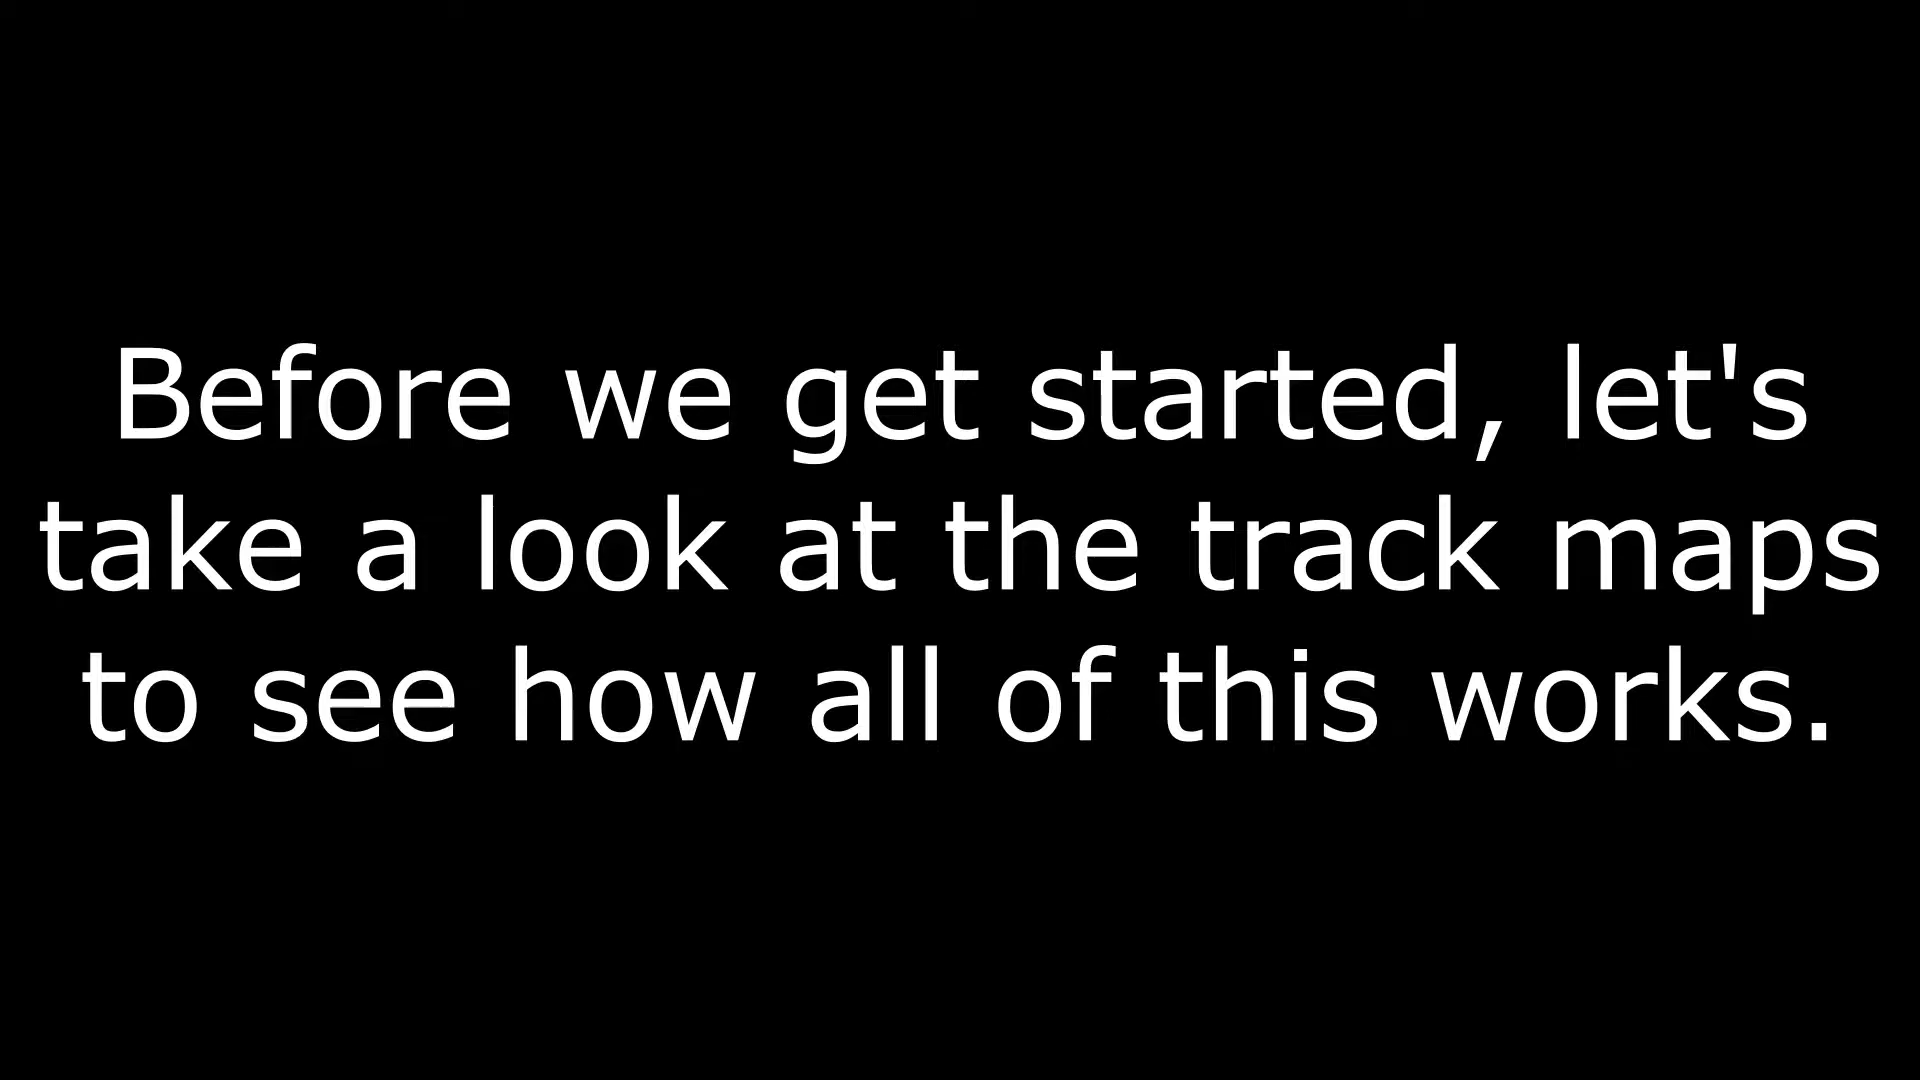 Before we get started, let's
take a look at the track maps
to see how all of this works.